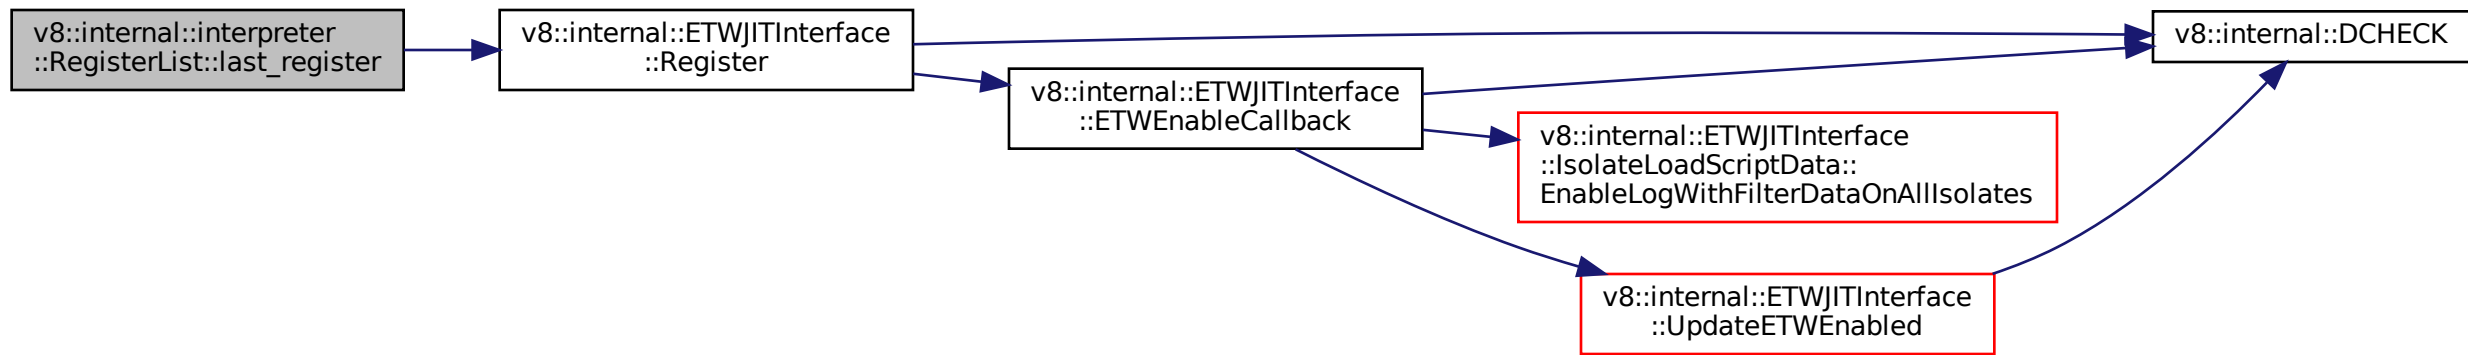 v8::internal::interpreter
::RegisterList::last_register
v8::internal::ETWJITInterface
::Register
v8::internal::ETWJITInterface
::ETWEnableCallback
v8::internal::DCHECK
v8::internal::ETWJITInterface
::IsolateLoadScriptData::
EnableLogWithFilterDataOnAllIsolates
v8::internal::ETWJITInterface
::UpdateETWEnabled